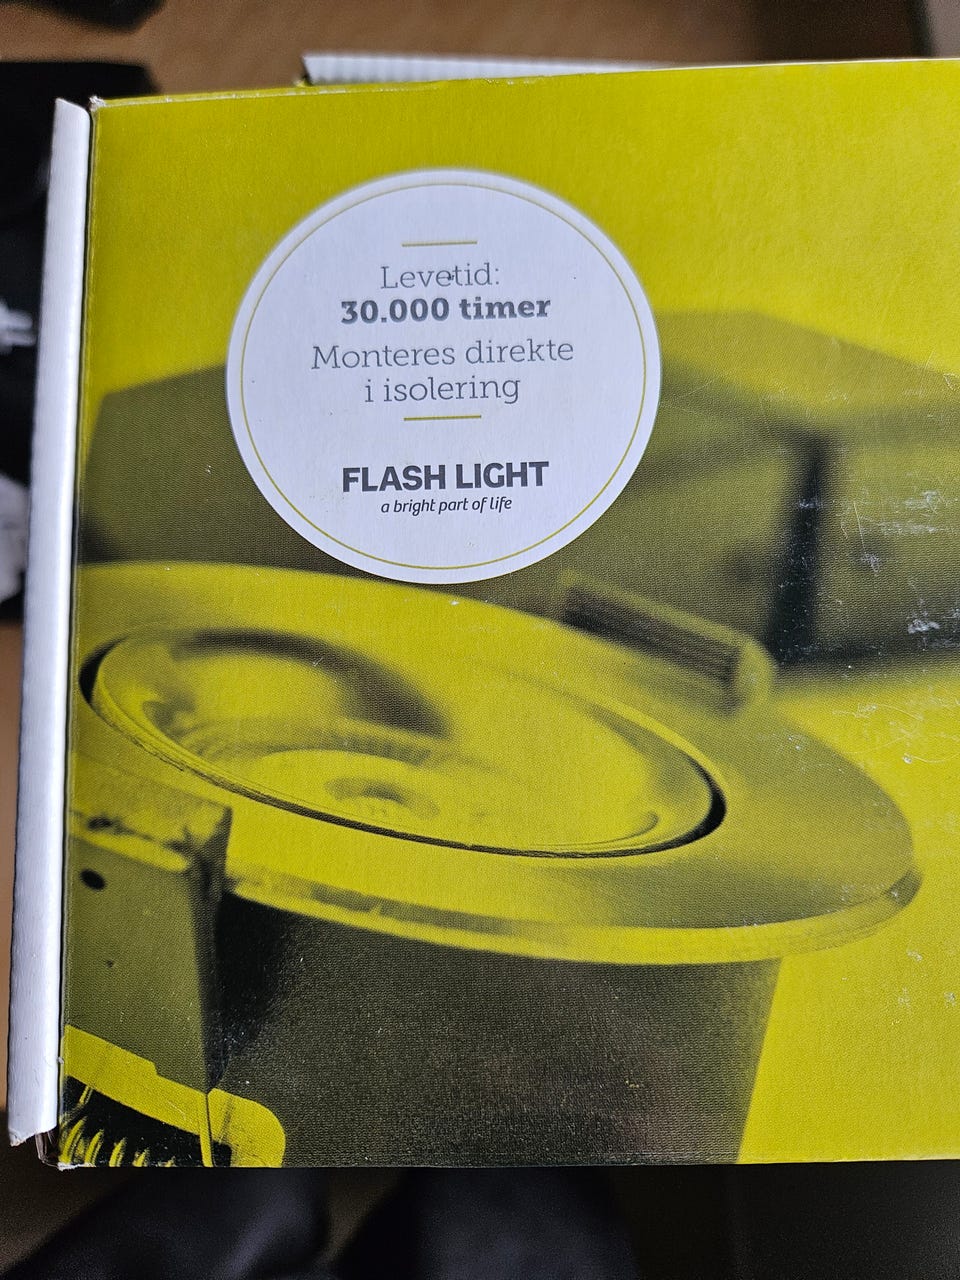 Levetid:
30.000 timer
Monteres direkte
i isolering
FLASH LIGHT
a bright part of life